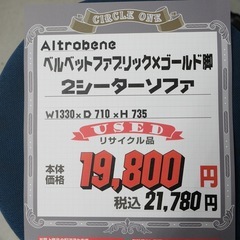 CIRCLE ONE
Altrobene
ベルベットファブリック×ゴールド脚
2シーターソファ
W1330×D 710×H 735
USED
リサイクル品
本体
価格
19,800 円
税込 21,780 円